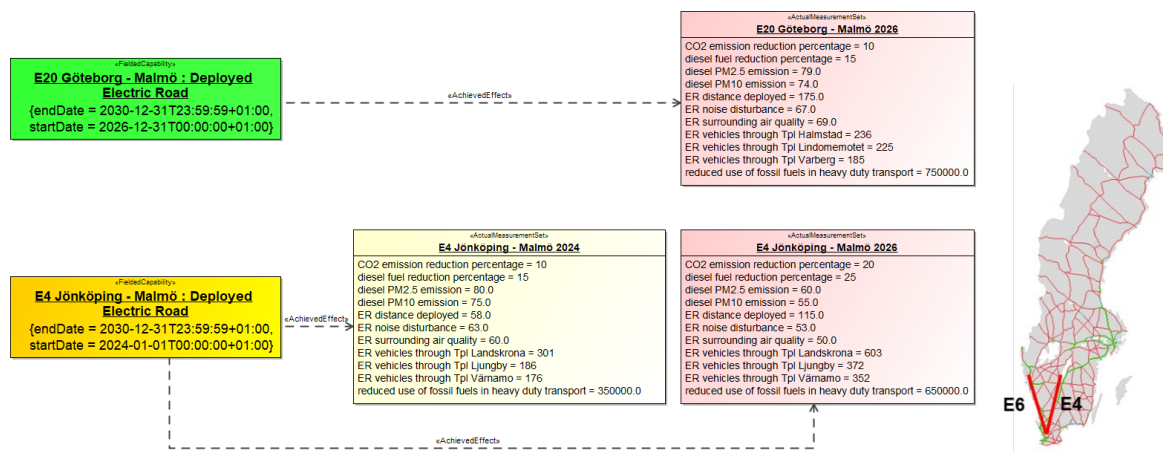 «FieldedCapability»
E20 Göteborg - Malmö : Deployed
Electric Road
{endDate = 2030-12-31T23:59:59+01:00,
startDate = 2026-12-31T00:00:00+01:00}
«AchievedEffect»
«ActualMeasurementSet»
E20 Göteborg - Malmö 2026
CO2 emission reduction percentage = 10
diesel fuel reduction percentage = 15
diesel PM2.5 emission = 79.0
diesel PM10 emission = 74.0
ER distance deployed = 175.0
ER noise disturbance = 67.0
ER surrounding air quality = 69.0
ER vehicles through Tpl Halmstad = 236
ER vehicles through Tpl Lindomemotet = 225
ER vehicles through Tpl Varberg = 185
reduced use of fossil fuels in heavy duty transport = 750000.0
«FieldedCapability»
E4 Jönköping - Malmö : Deployed
Electric Road
{endDate = 2030-12-31T23:59:59+01:00,
startDate = 2024-01-01T00:00:00+01:00}
«AchievedEffect»
«ActualMeasurementSet»
E4 Jönköping - Malmö 2024
CO2 emission reduction percentage = 10
diesel fuel reduction percentage = 15
diesel PM2.5 emission = 80.0
diesel PM10 emission = 75.0
ER distance deployed = 58.0
ER noise disturbance = 63.0
ER surrounding air quality = 60.0
ER vehicles through Tpl Landskrona = 301
ER vehicles through Tpl Ljungby = 186
ER vehicles through Tpl Värnamo = 176
reduced use of fossil fuels in heavy duty transport = 350000.0
«ActualMeasurementSet»
E4 Jönköping - Malmö 2026
CO2 emission reduction percentage = 20
diesel fuel reduction percentage = 25
diesel PM2.5 emission = 60.0
diesel PM10 emission = 55.0
ER distance deployed = 115.0
ER noise disturbance = 53.0
ER surrounding air quality = 50.0
ER vehicles through Tpl Landskrona = 603
ER vehicles through Tpl Ljungby = 372
ER vehicles through Tpl Värnamo = 352
reduced use of fossil fuels in heavy duty transport = 650000.0
«AchievedEffect»
E6
E4